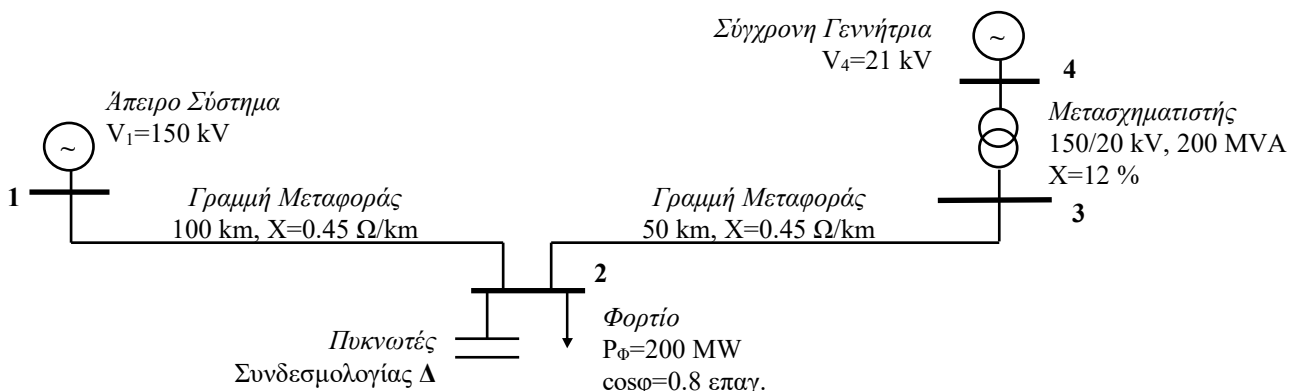 Σύγχρονη Γεννήτρια
V₄=21 kV
~
4
Άπειρο Σύστημα
V₁=150 kV
~
Μετασχηματιστής
150/20 kV, 200 MVA
X=12 %
1
Γραμμή Μεταφοράς
100 km, X=0.45 Ω/km
Γραμμή Μεταφοράς
50 km, X=0.45 Ω/km
3
2
Πυκνωτές
Συνδεσμολογίας Δ
Φορτίο
P_Φ=200 MW
cosφ=0.8 επαγ.